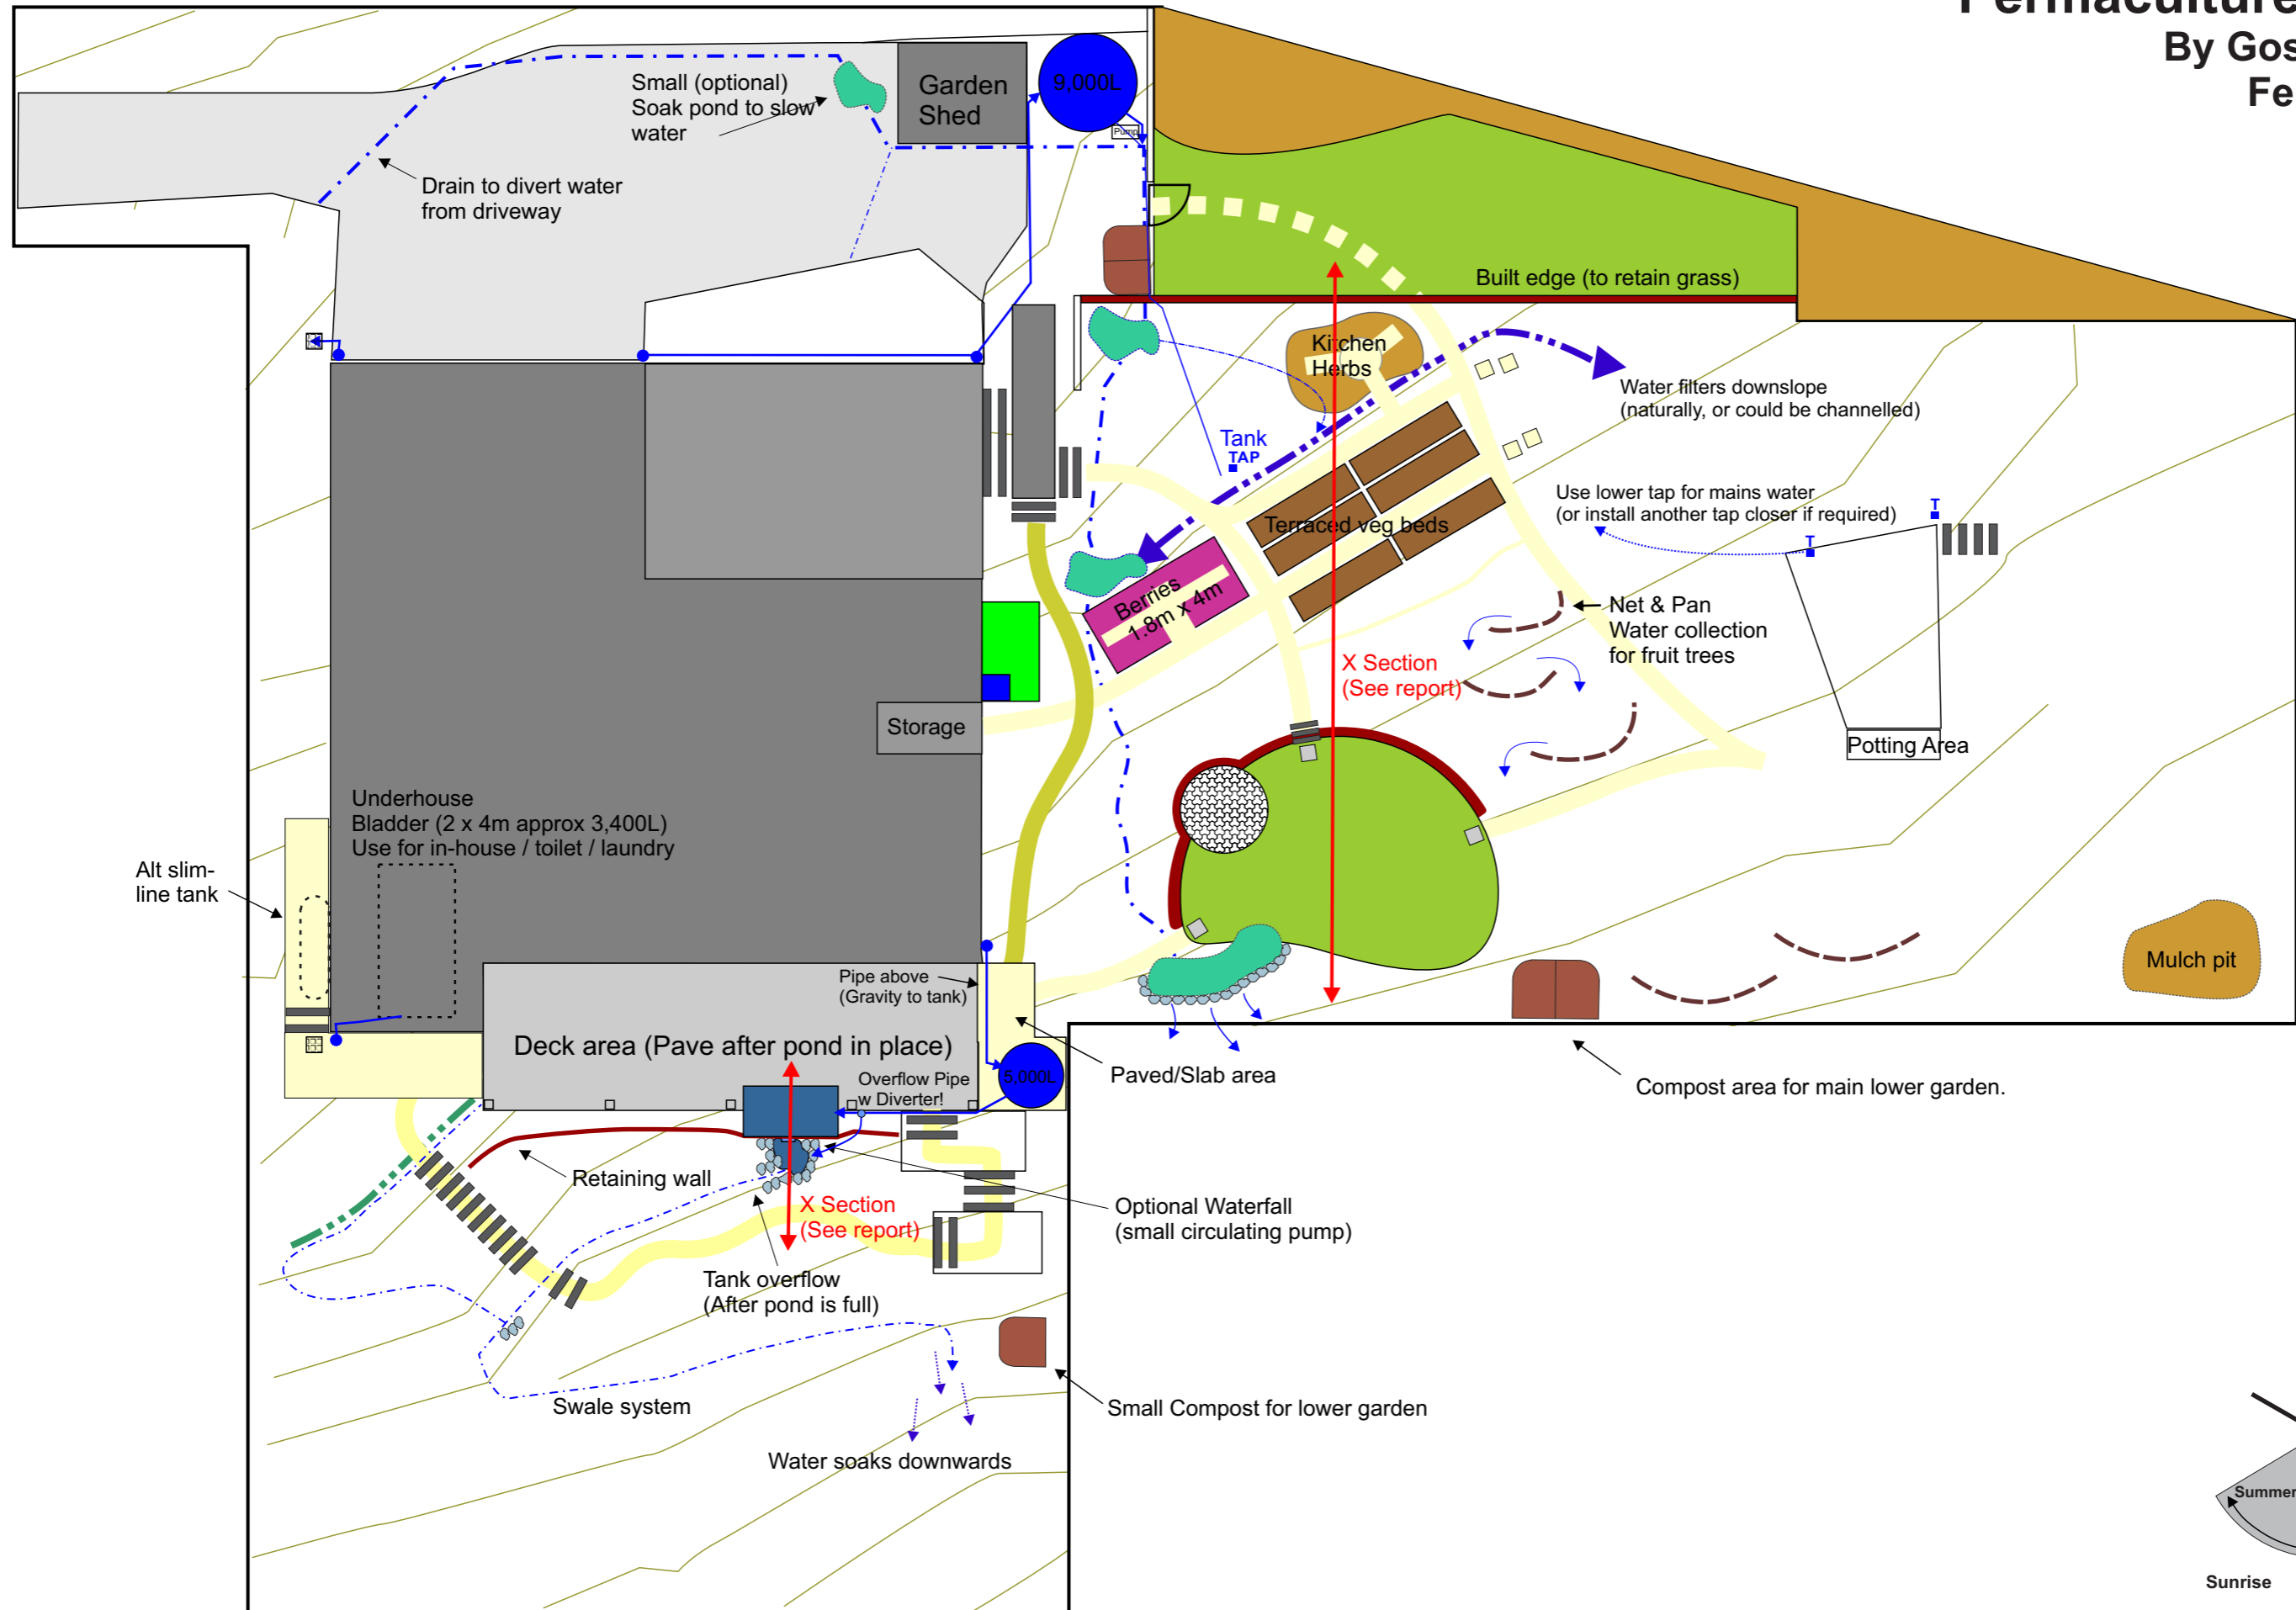 Permaculture
By Gos
Fe
Small (optional)
Soak pond to slow
water
Garden
Shed
9,000L
Pump
Drain to divert water
from driveway
Built edge (to retain grass)
Kitchen
Herbs
Water filters downslope
(naturally, or could be channelled)
Tank
TAP
Use lower tap for mains water
(or install another tap closer if required)
T
T
Terraced veg beds
Berries
1.8m x 4m
Net & Pan
Water collection
for fruit trees
X Section
(See report)
Storage
Potting Area
Underhouse
Bladder (2 x 4m approx 3,400L)
Use for in-house / toilet / laundry
Alt slim-
line tank
Pipe above
(Gravity to tank)
Mulch pit
Deck area (Pave after pond in place)
Overflow Pipe
w Diverter!
5,000L
Paved/Slab area
Compost area for main lower garden.
Retaining wall
X Section
(See report)
Optional Waterfall
(small circulating pump)
Tank overflow
(After pond is full)
Swale system
Small Compost for lower garden
Water soaks downwards
Summer
Sunrise